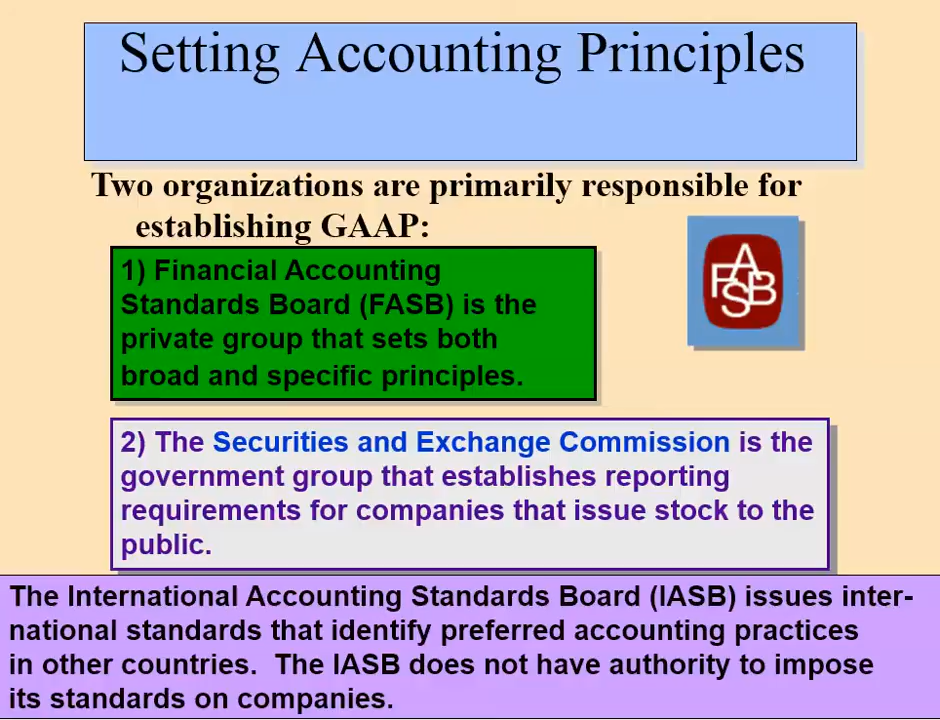 Setting Accounting Principles
Two organizations are primarily responsible for
establishing GAAP:
FASB
1) Financial Accounting
Standards Board (FASB) is the
private group that sets both
broad and specific principles.
2) The Securities and Exchange Commission is the
government group that establishes reporting
requirements for companies that issue stock to the
public.
The International Accounting Standards Board (IASB) issues inter-
national standards that identify preferred accounting practices
in other countries.  The IASB does not have authority to impose
its standards on companies.